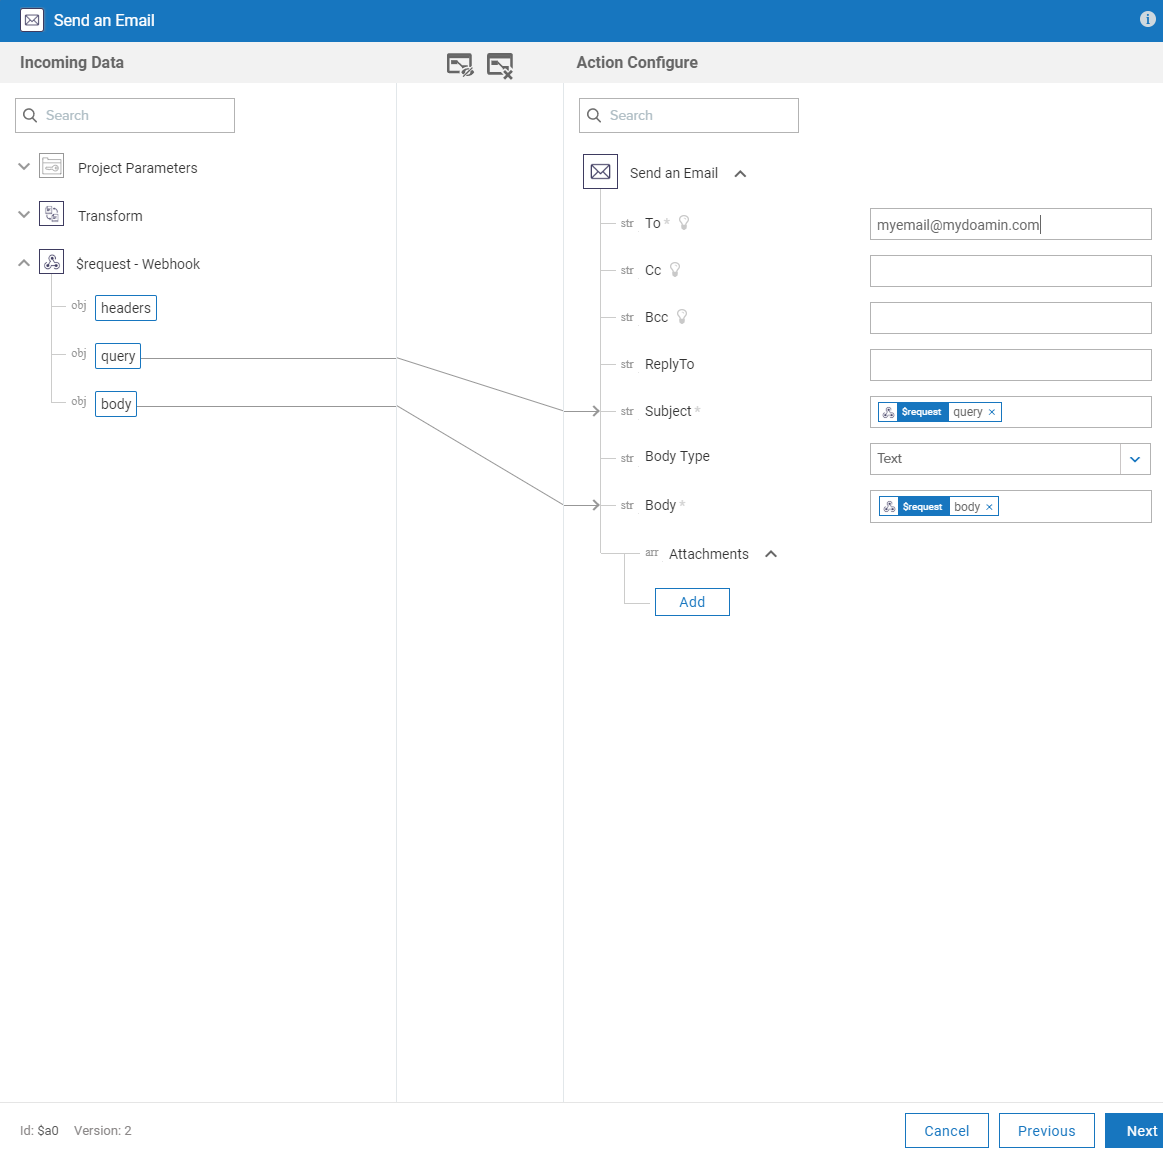 Send an Email
Incoming Data
Action Configure
Search
Search
Project Parameters
Transform
$request - Webhook
obj headers
obj query
obj body
Send an Email
str To * myemail@mydoamin.com
str Cc
str Bcc
str ReplyTo
str Subject * $request query ×
str Body Type Text
str Body * $request body ×
arr Attachments
Add
Id: $a0 Version: 2
Cancel Previous Next